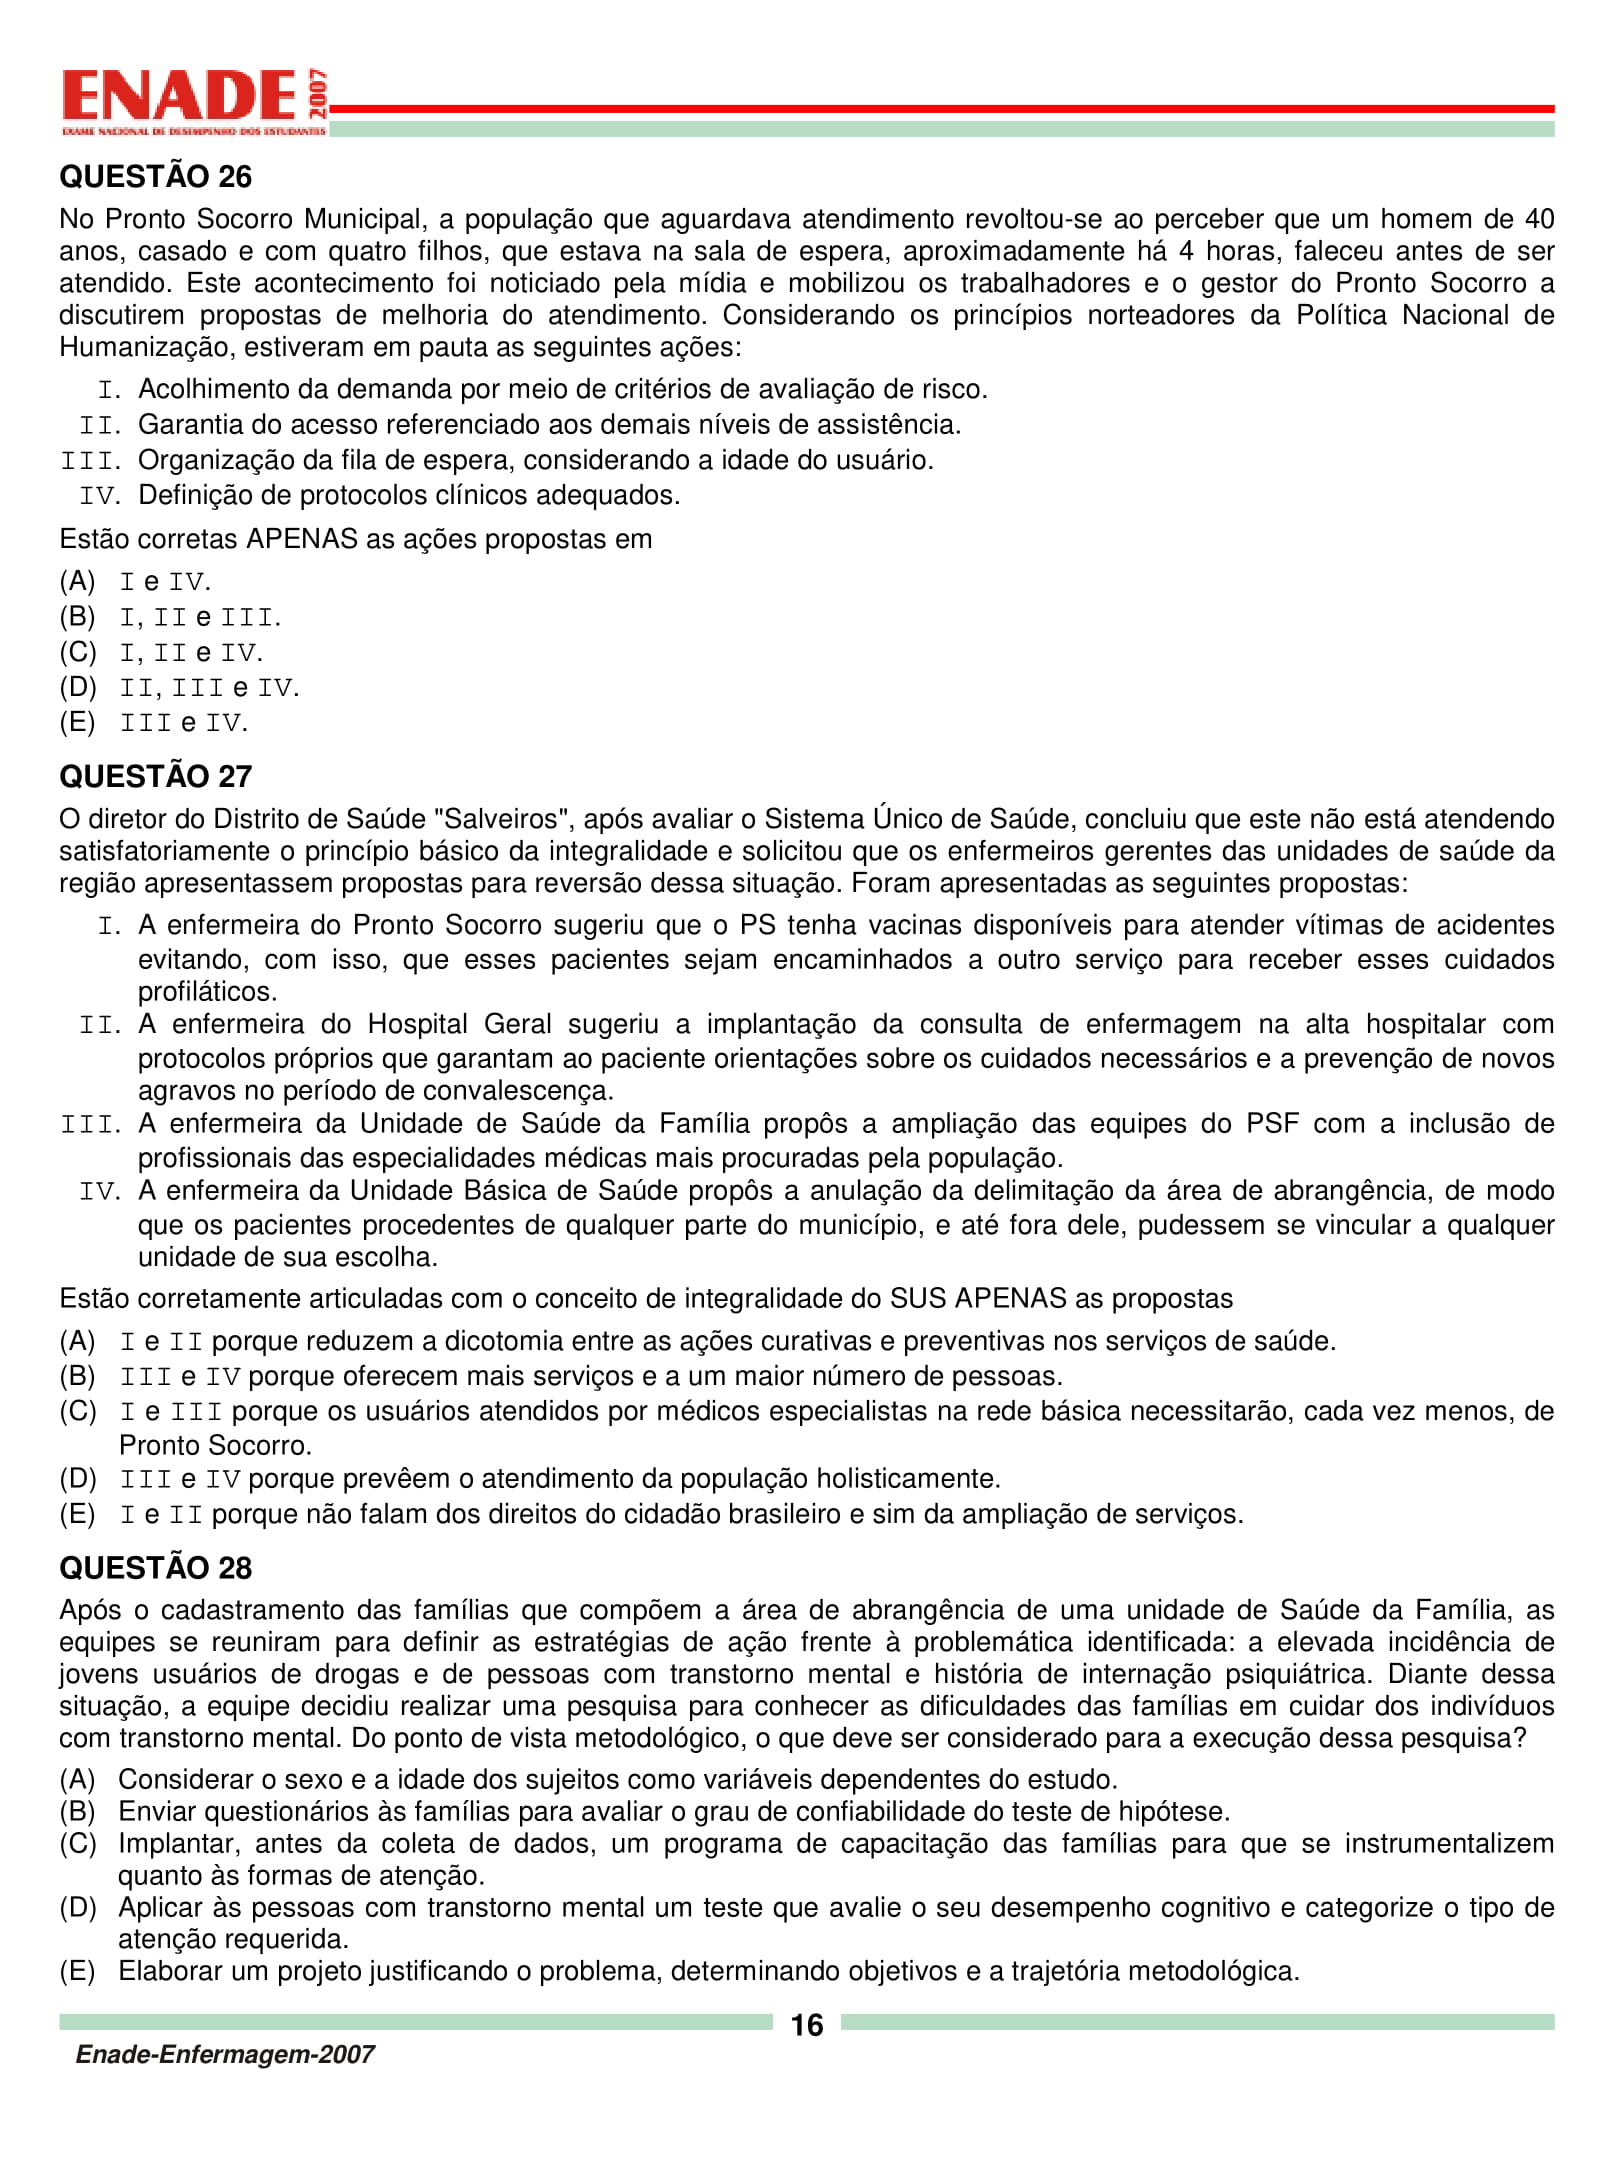 ENADE 2007
EXAME NACIONAL DE DESEMPENHO DOS ESTUDANTES
QUESTÃO 26
No Pronto Socorro Municipal, a população que aguardava atendimento revoltou-se ao perceber que um homem de 40
anos, casado e com quatro filhos, que estava na sala de espera, aproximadamente há 4 horas, faleceu antes de ser
atendido. Este acontecimento foi noticiado pela mídia e mobilizou os trabalhadores e o gestor do Pronto Socorro a
discutirem propostas de melhoria do atendimento. Considerando os princípios norteadores da Política Nacional de
Humanização, estiveram em pauta as seguintes ações:
I. Acolhimento da demanda por meio de critérios de avaliação de risco.
II. Garantia do acesso referenciado aos demais níveis de assistência.
III. Organização da fila de espera, considerando a idade do usuário.
IV. Definição de protocolos clínicos adequados.
Estão corretas APENAS as ações propostas em
(A) I e IV.
(B) I, II e III.
(C) I, II e IV.
(D) II, III e IV.
(E) III e IV.
QUESTÃO 27
O diretor do Distrito de Saúde "Salveiros", após avaliar o Sistema Único de Saúde, concluiu que este não está atendendo
satisfatoriamente o princípio básico da integralidade e solicitou que os enfermeiros gerentes das unidades de saúde da
região apresentassem propostas para reversão dessa situação. Foram apresentadas as seguintes propostas:
I. A enfermeira do Pronto Socorro sugeriu que o PS tenha vacinas disponíveis para atender vítimas de acidentes
evitando, com isso, que esses pacientes sejam encaminhados a outro serviço para receber esses cuidados
profiláticos.
II. A enfermeira do Hospital Geral sugeriu a implantação da consulta de enfermagem na alta hospitalar com
protocolos próprios que garantam ao paciente orientações sobre os cuidados necessários e a prevenção de novos
agravos no período de convalescença.
III. A enfermeira da Unidade de Saúde da Família propôs a ampliação das equipes do PSF com a inclusão de
profissionais das especialidades médicas mais procuradas pela população.
IV. A enfermeira da Unidade Básica de Saúde propôs a anulação da delimitação da área de abrangência, de modo
que os pacientes procedentes de qualquer parte do município, e até fora dele, pudessem se vincular a qualquer
unidade de sua escolha.
Estão corretamente articuladas com o conceito de integralidade do SUS APENAS as propostas
(A) I e II porque reduzem a dicotomia entre as ações curativas e preventivas nos serviços de saúde.
(B) III e IV porque oferecem mais serviços e a um maior número de pessoas.
(C) I e III porque os usuários atendidos por médicos especialistas na rede básica necessitarão, cada vez menos, de
Pronto Socorro.
(D) III e IV porque prevêem o atendimento da população holisticamente.
(E) I e II porque não falam dos direitos do cidadão brasileiro e sim da ampliação de serviços.
QUESTÃO 28
Após o cadastramento das famílias que compõem a área de abrangência de uma unidade de Saúde da Família, as
equipes se reuniram para definir as estratégias de ação frente à problemática identificada: a elevada incidência de
jovens usuários de drogas e de pessoas com transtorno mental e história de internação psiquiátrica. Diante dessa
situação, a equipe decidiu realizar uma pesquisa para conhecer as dificuldades das famílias em cuidar dos indivíduos
com transtorno mental. Do ponto de vista metodológico, o que deve ser considerado para a execução dessa pesquisa?
(A) Considerar o sexo e a idade dos sujeitos como variáveis dependentes do estudo.
(B) Enviar questionários às famílias para avaliar o grau de confiabilidade do teste de hipótese.
(C) Implantar, antes da coleta de dados, um programa de capacitação das famílias para que se instrumentalizem
quanto às formas de atenção.
(D) Aplicar às pessoas com transtorno mental um teste que avalie o seu desempenho cognitivo e categorize o tipo de
atenção requerida.
(E) Elaborar um projeto justificando o problema, determinando objetivos e a trajetória metodológica.
16
Enade-Enfermagem-2007